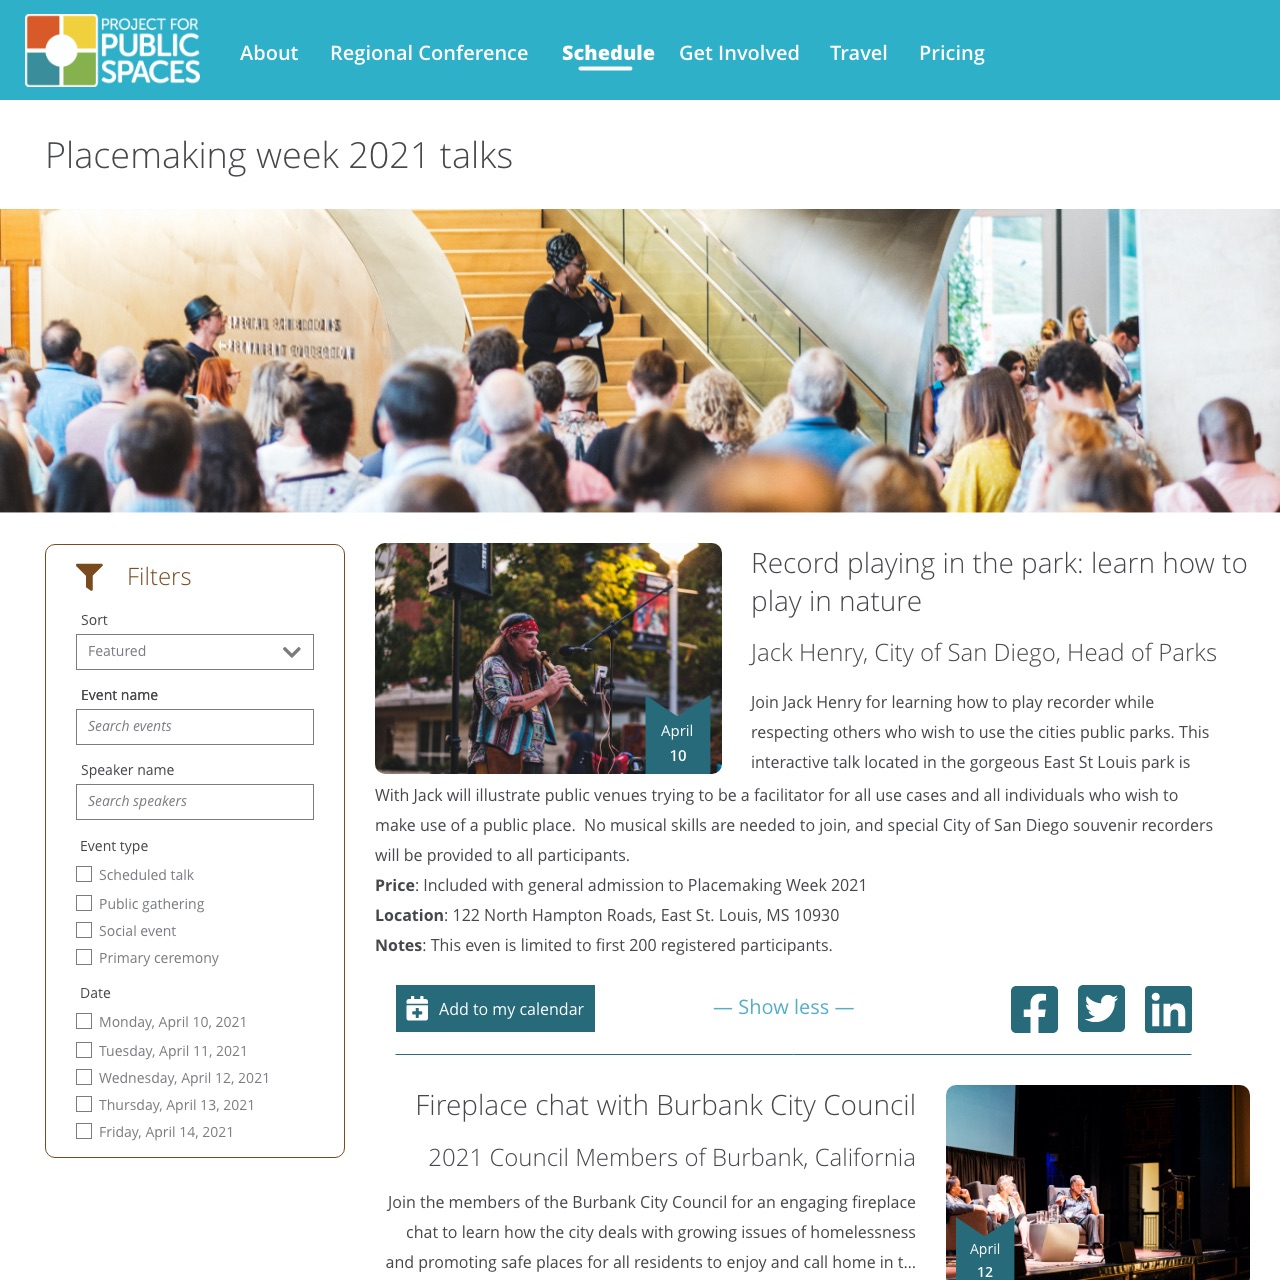 PROJECT FOR
PUBLIC
SPACES
About Regional Conference Schedule Get Involved Travel Pricing
Placemaking week 2021 talks
SPECIAL EXHIBITIONS
PERMANENT COLLECTION
Filters
Sort
Featured
Event name
Search events
Speaker name
Search speakers
Event type
Scheduled talk
Public gathering
Social event
Primary ceremony
Date
Monday, April 10, 2021
Tuesday, April 11, 2021
Wednesday, April 12, 2021
Thursday, April 13, 2021
Friday, April 14, 2021
April
10
Record playing in the park: learn how to
play in nature
Jack Henry, City of San Diego, Head of Parks
Join Jack Henry for learning how to play recorder while
respecting others who wish to use the cities public parks. This
interactive talk located in the gorgeous East St Louis park is
With Jack will illustrate public venues trying to be a facilitator for all use cases and all individuals who wish to
make use of a public place.  No musical skills are needed to join, and special City of San Diego souvenir recorders
will be provided to all participants.
Price: Included with general admission to Placemaking Week 2021
Location: 122 North Hampton Roads, East St. Louis, MS 10930
Notes: This even is limited to first 200 registered participants.
Add to my calendar
— Show less —
Fireplace chat with Burbank City Council
2021 Council Members of Burbank, California
Join the members of the Burbank City Council for an engaging fireplace
chat to learn how the city deals with growing issues of homelessness
and promoting safe places for all residents to enjoy and call home in t...
April
12